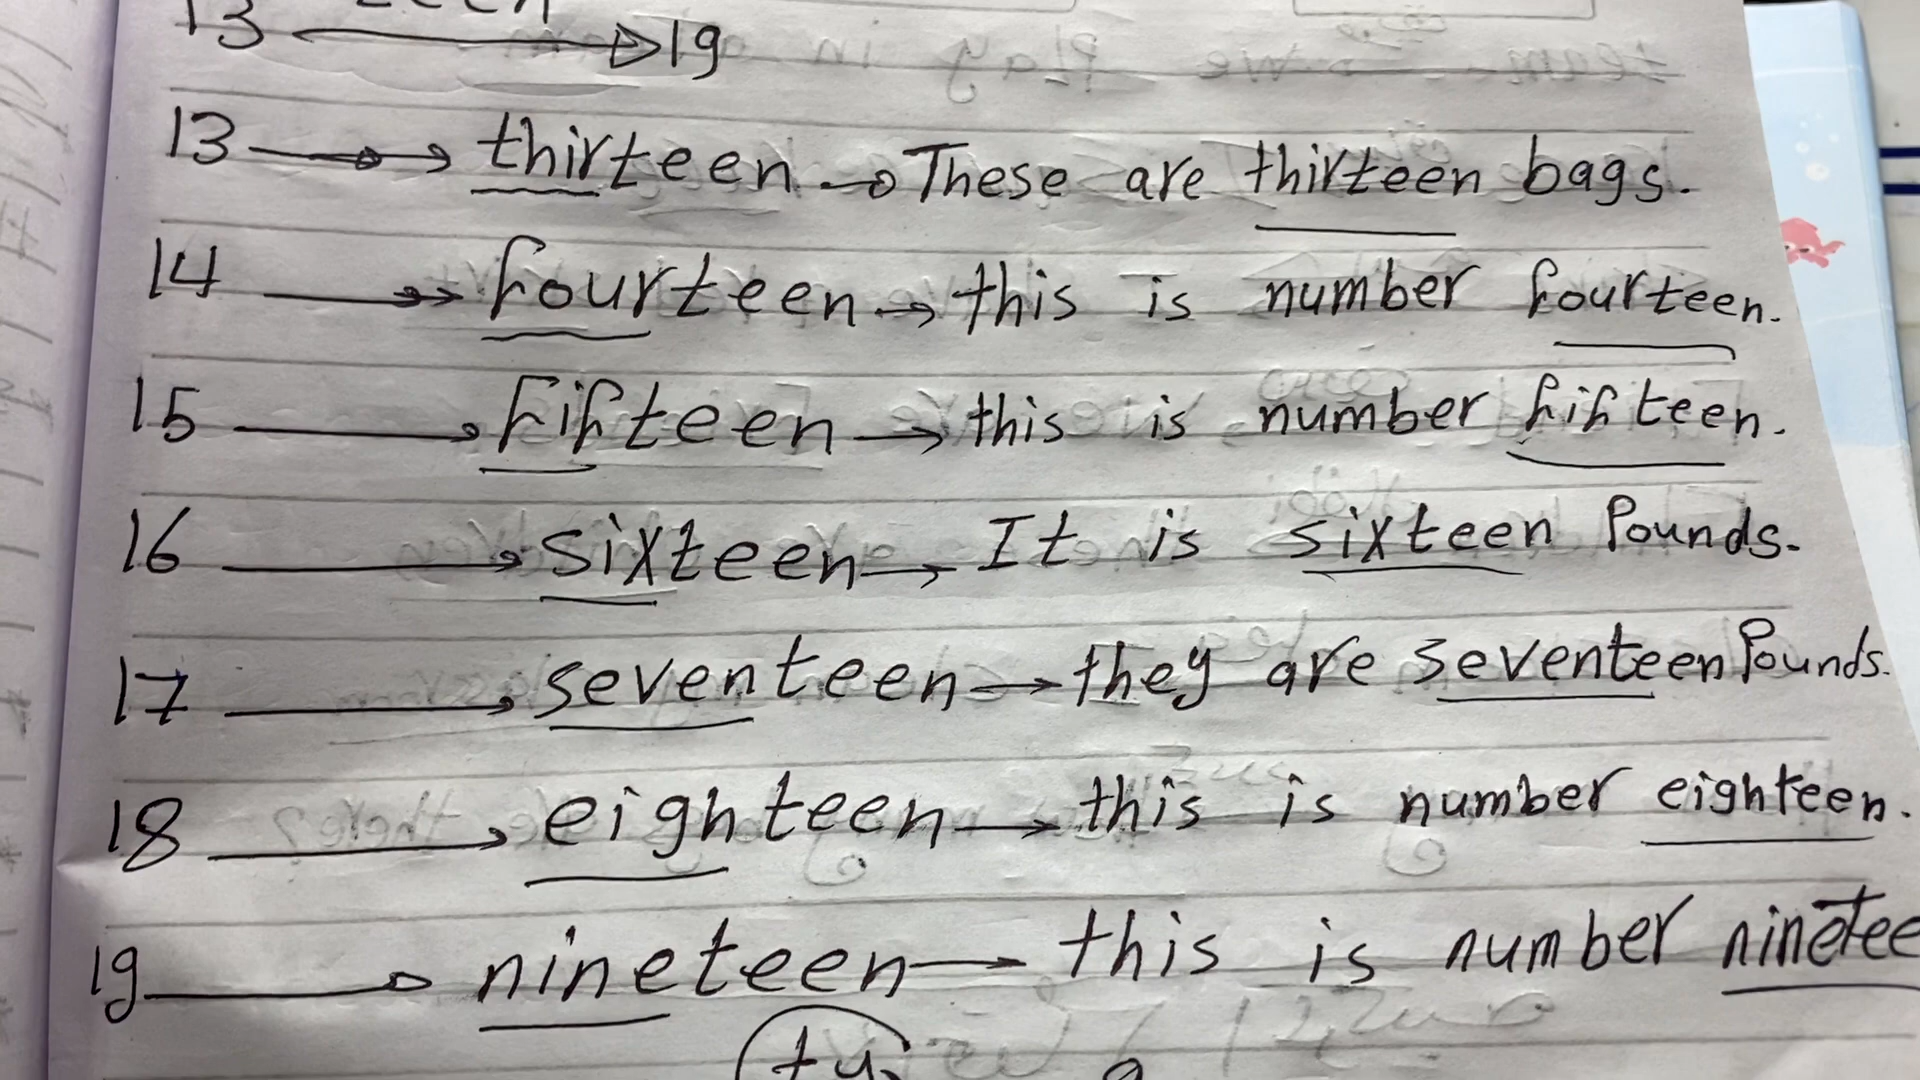 13 → 19
13 → thirteen → These are thirteen bags.
14 → fourteen → this is number fourteen.
15 → fifteen → this is number fifteen.
16 → sixteen → It is sixteen Pounds.
17 → seventeen → they are seventeen Pounds.
18 → eighteen → this is number eighteen.
19 → nineteen → this is number ninetee
ty